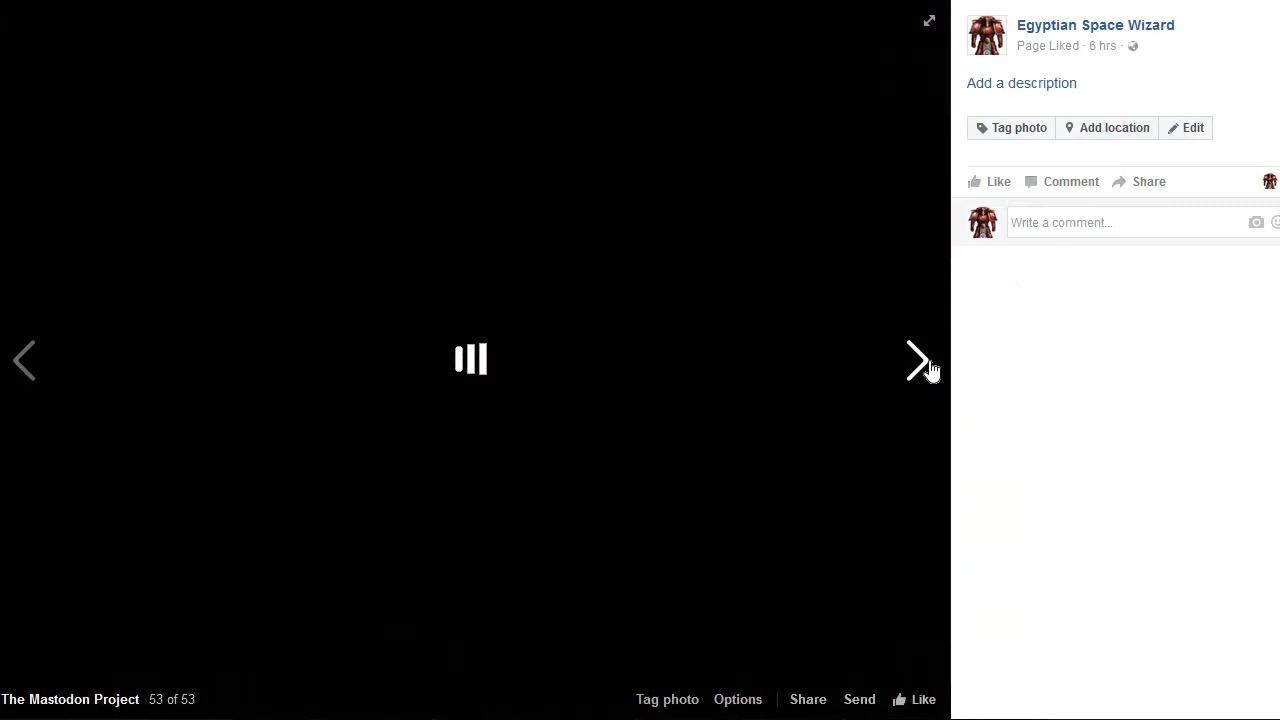 Egyptian Space Wizard
Page Liked · 6 hrs ·
Add a description
Tag photo Add location Edit
Like Comment Share
Write a comment...
The Mastodon Project 53 of 53 Tag photo Options Share Send Like